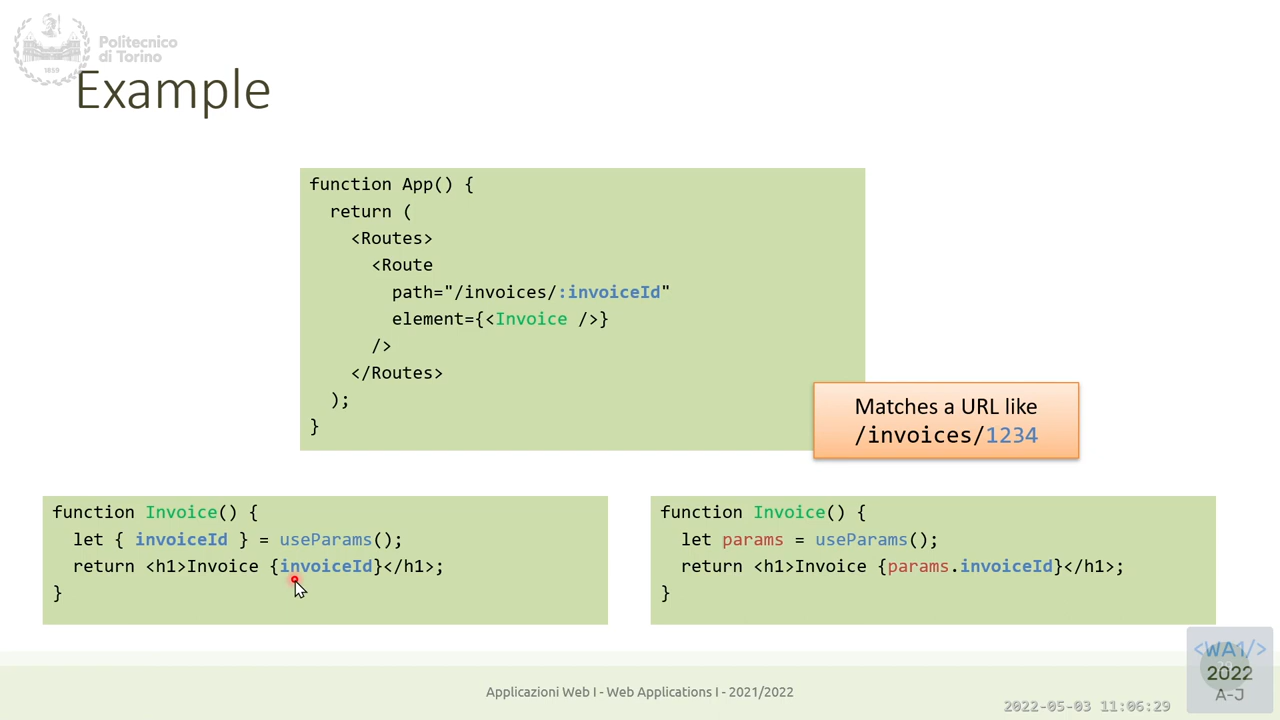 Politecnico
di Torino
1859
Example
function App() {
  return (
    <Routes>
      <Route
        path="/invoices/:invoiceId"
        element={<Invoice />}
      />
    </Routes>
  );
}
Matches a URL like
/invoices/1234
function Invoice() {
  let { invoiceId } = useParams();
  return <h1>Invoice {invoiceId}</h1>;
}
function Invoice() {
  let params = useParams();
  return <h1>Invoice {params.invoiceId}</h1>;
}
Applicazioni Web I - Web Applications I - 2021/2022
<WA1/>
2022
A-J
2022-05-03 11:06:29